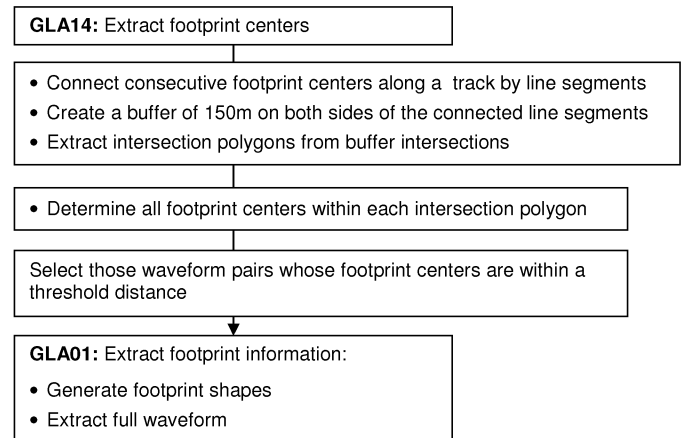 GLA14: Extract footprint centers
• Connect consecutive footprint centers along a track by line segments
• Create a buffer of 150m on both sides of the connected line segments
• Extract intersection polygons from buffer intersections
• Determine all footprint centers within each intersection polygon
Select those waveform pairs whose footprint centers are within a
threshold distance
GLA01: Extract footprint information:
• Generate footprint shapes
• Extract full waveform